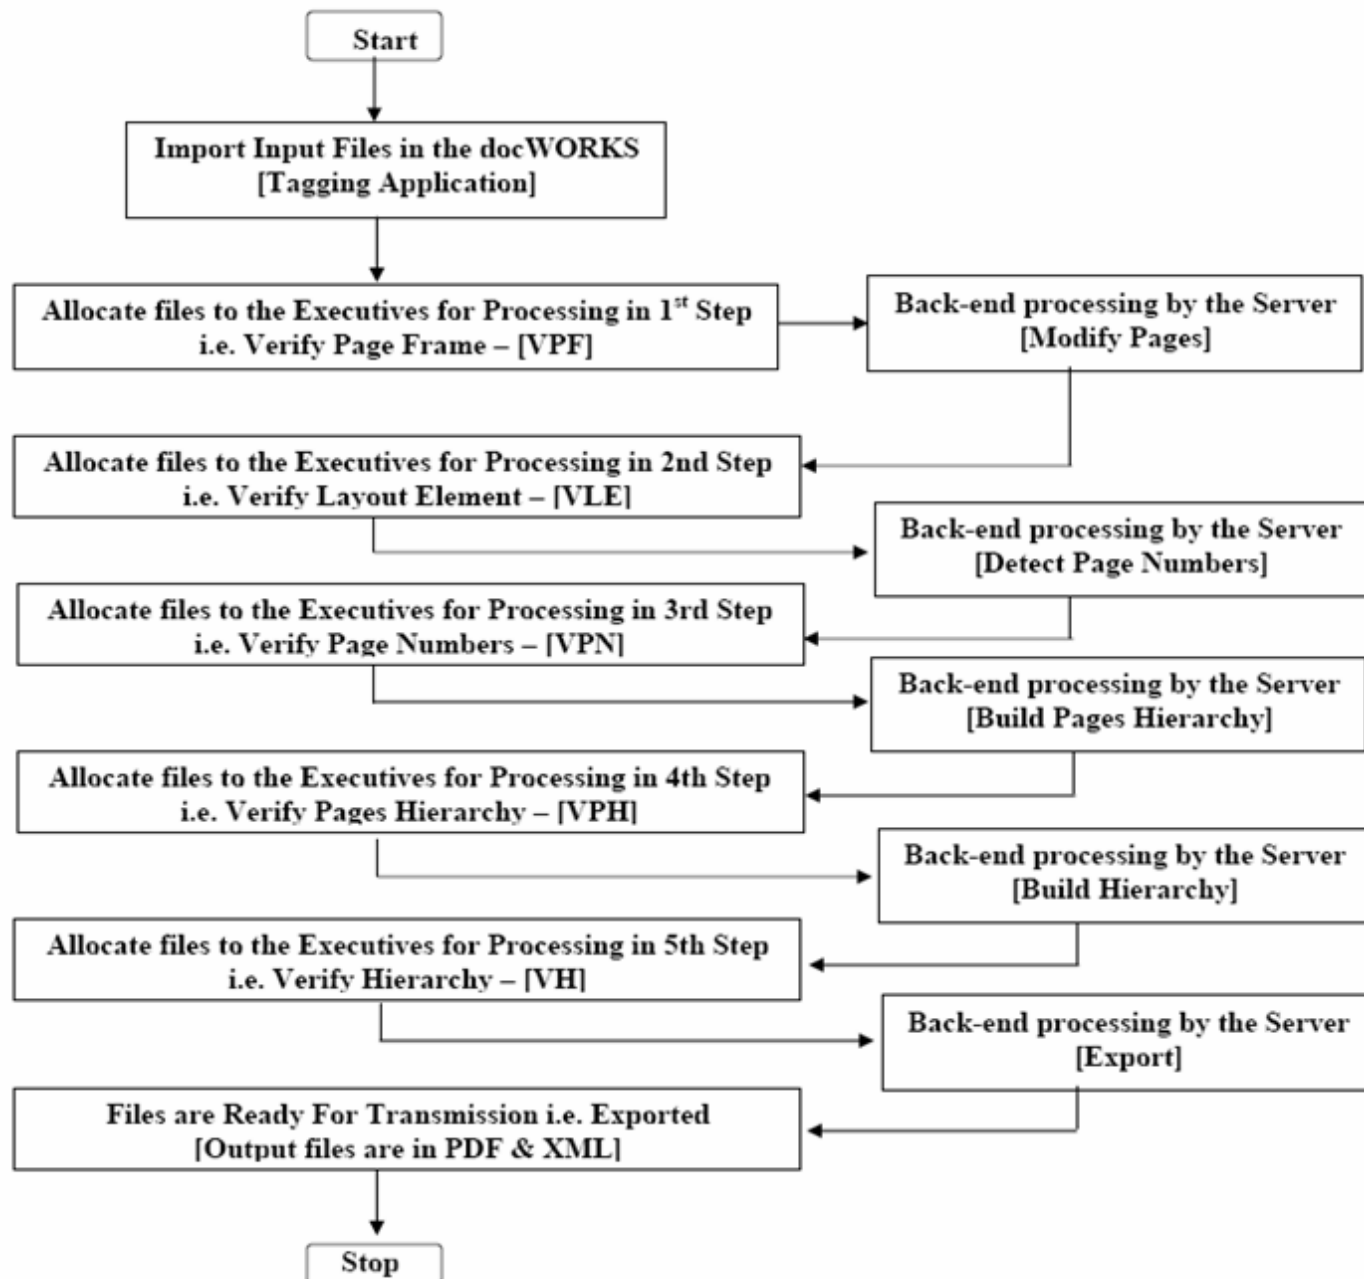 Start
Import Input Files in the docWORKS
[Tagging Application]
Allocate files to the Executives for Processing in 1st Step
i.e. Verify Page Frame – [VPF]
Back-end processing by the Server
[Modify Pages]
Allocate files to the Executives for Processing in 2nd Step
i.e. Verify Layout Element – [VLE]
Back-end processing by the Server
[Detect Page Numbers]
Allocate files to the Executives for Processing in 3rd Step
i.e. Verify Page Numbers – [VPN]
Back-end processing by the Server
[Build Pages Hierarchy]
Allocate files to the Executives for Processing in 4th Step
i.e. Verify Pages Hierarchy – [VPH]
Back-end processing by the Server
[Build Hierarchy]
Allocate files to the Executives for Processing in 5th Step
i.e. Verify Hierarchy – [VH]
Back-end processing by the Server
[Export]
Files are Ready For Transmission i.e. Exported
[Output files are in PDF & XML]
Stop